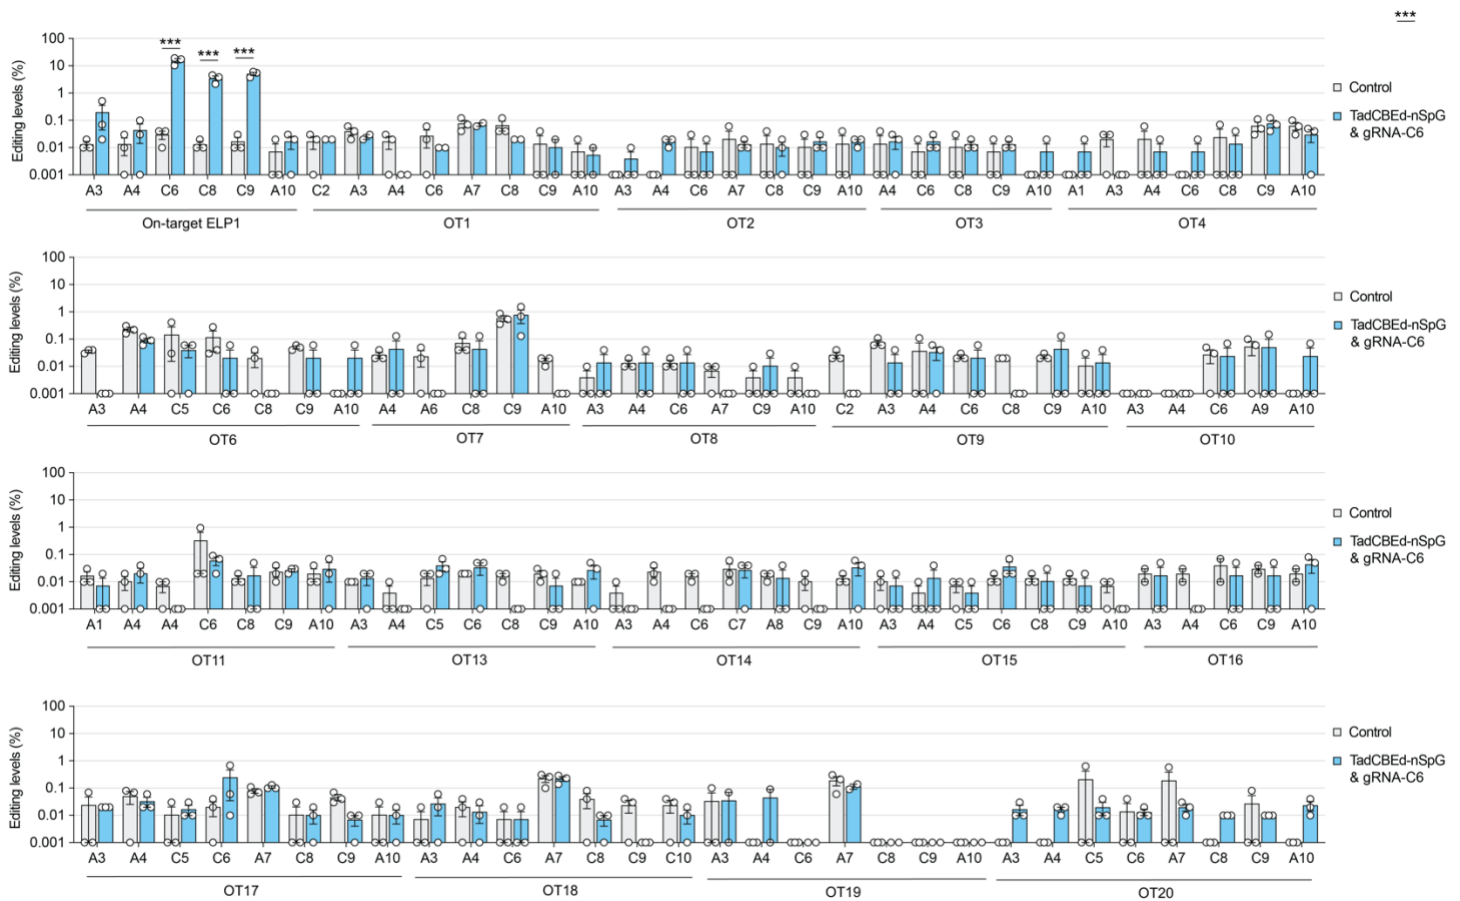 ***
100
10
1
0.1
0.01
0.001
Editing levels (%)
*** *** ***
Control
TadCBEd-nSpG
& gRNA-C6
A3 A4 C6 C8 C9 A10 C2 A3 A4 C6 A7 C8 C9 A10 A3 A4 C6 A7 C8 C9 A10 A4 C6 C8 C9 A10 A1 A3 A4 C6 C8 C9 A10
On-target ELP1 OT1 OT2 OT3 OT4
100
10
1
0.1
0.01
0.001
Editing levels (%)
Control
TadCBEd-nSpG
& gRNA-C6
A3 A4 C5 C6 C8 C9 A10 A4 A6 C8 C9 A10 A3 A4 C6 A7 C9 A10 C2 A3 A4 C6 C8 C9 A10 A3 A4 C6 A9 A10
OT6 OT7 OT8 OT9 OT10
100
10
1
0.1
0.01
0.001
Editing levels (%)
Control
TadCBEd-nSpG
& gRNA-C6
A1 A4 A4 C6 C8 C9 A10 A3 A4 C5 C6 C8 C9 A10 A3 A4 C6 C7 A8 C9 A10 A3 A4 C5 C6 C8 C9 A10 A3 A4 C6 C9 A10
OT11 OT13 OT14 OT15 OT16
100
10
1
0.1
0.01
0.001
Editing levels (%)
Control
TadCBEd-nSpG
& gRNA-C6
A3 A4 C5 C6 A7 C8 C9 A10 A3 A4 C6 A7 C8 C9 C10 A3 A4 C6 A7 C8 C9 A10 A3 A4 C5 C6 A7 C8 C9 A10
OT17 OT18 OT19 OT20